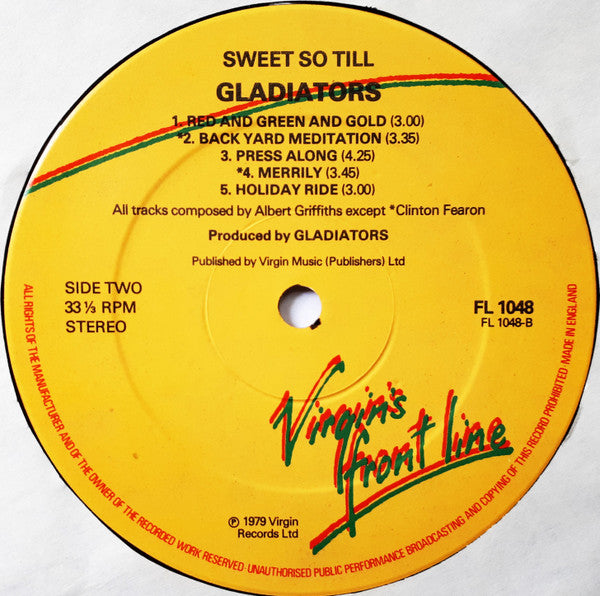 SWEET SO TILL
GLADIATORS
1. RED AND GREEN AND GOLD (3.00)
*2. BACK YARD MEDITATION (3.35)
3. PRESS ALONG (4.25)
*4. MERRILY (3.45)
5. HOLIDAY RIDE (3.00)
All tracks composed by Albert Griffiths except *Clinton Fearon
Produced by GLADIATORS
Published by Virgin Music (Publishers) Ltd
SIDE TWO
33 ⅓ RPM
STEREO
FL 1048
FL 1048-B
Virgin's
front line
℗ 1979 Virgin
Records Ltd
ALL RIGHTS OF THE MANUFACTURER AND OF THE OWNER OF THE RECORDED WORK RESERVED · UNAUTHORISED PUBLIC PERFORMANCE BROADCASTING AND COPYING OF THIS RECORD PROHIBITED · MADE IN ENGLAND